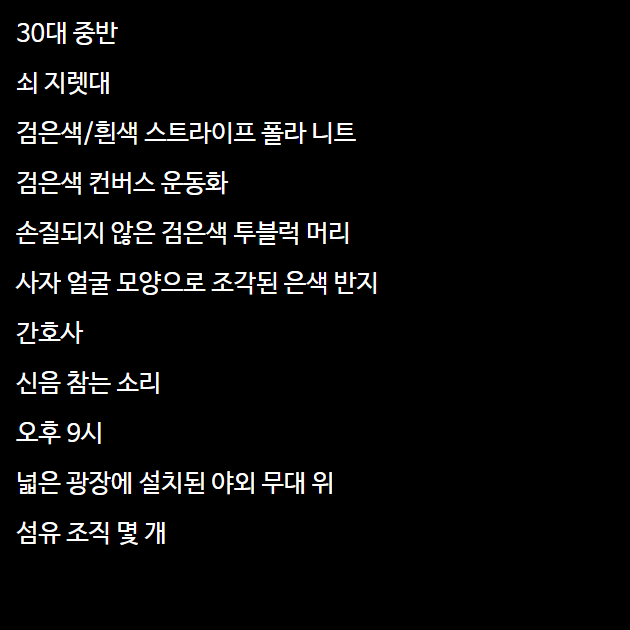 30대 중반
쇠 지렛대
검은색/흰색 스트라이프 폴라 니트
검은색 컨버스 운동화
손질되지 않은 검은색 투블럭 머리
사자 얼굴 모양으로 조각된 은색 반지
간호사
신음 참는 소리
오후 9시
넓은 광장에 설치된 야외 무대 위
섬유 조직 몇 개